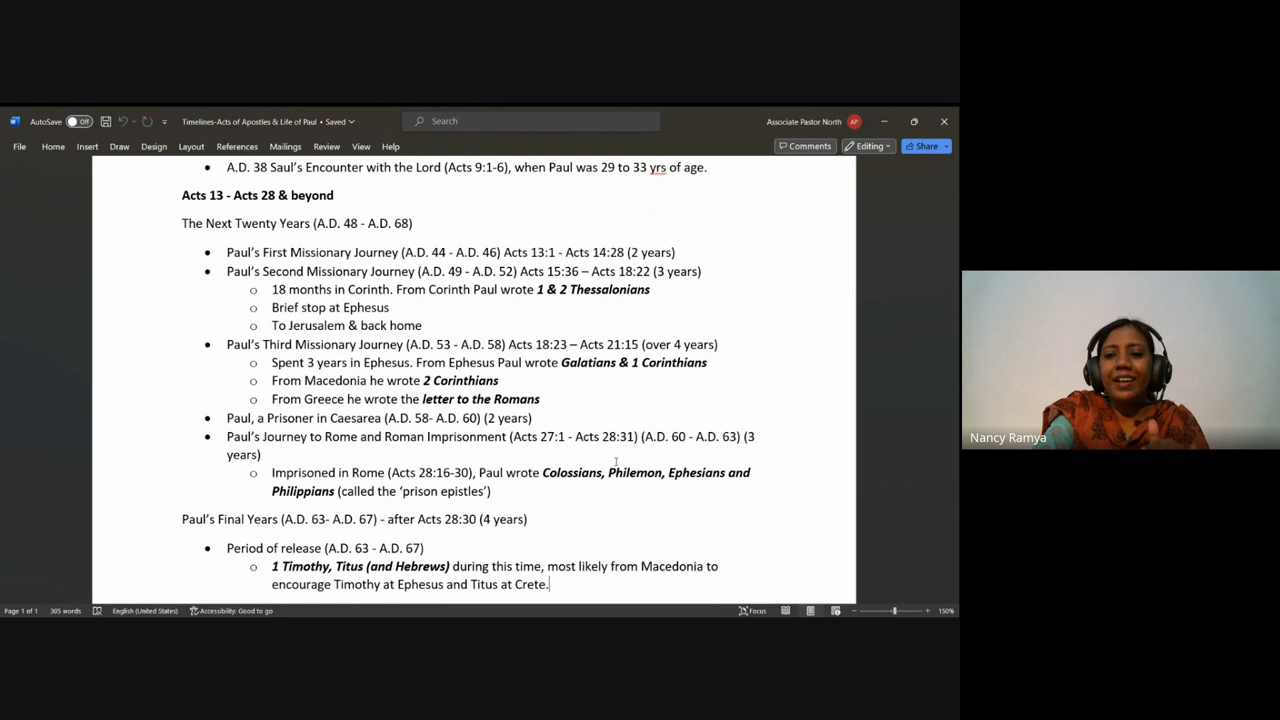 AutoSave Off
Timelines-Acts of Apostles & Life of Paul • Saved
Search
Associate Pastor North AP
File Home Insert Draw Design Layout References Mailings Review View Help
Comments Editing Share
• A.D. 38 Saul's Encounter with the Lord (Acts 9:1-6), when Paul was 29 to 33 yrs of age.
Acts 13 - Acts 28 & beyond
The Next Twenty Years (A.D. 48 - A.D. 68)
• Paul's First Missionary Journey (A.D. 44 - A.D. 46) Acts 13:1 - Acts 14:28 (2 years)
• Paul's Second Missionary Journey (A.D. 49 - A.D. 52) Acts 15:36 – Acts 18:22 (3 years)
o 18 months in Corinth. From Corinth Paul wrote 1 & 2 Thessalonians
o Brief stop at Ephesus
o To Jerusalem & back home
• Paul's Third Missionary Journey (A.D. 53 - A.D. 58) Acts 18:23 – Acts 21:15 (over 4 years)
o Spent 3 years in Ephesus. From Ephesus Paul wrote Galatians & 1 Corinthians
o From Macedonia he wrote 2 Corinthians
o From Greece he wrote the letter to the Romans
• Paul, a Prisoner in Caesarea (A.D. 58- A.D. 60) (2 years)
• Paul's Journey to Rome and Roman Imprisonment (Acts 27:1 - Acts 28:31) (A.D. 60 - A.D. 63) (3
years)
o Imprisoned in Rome (Acts 28:16-30), Paul wrote Colossians, Philemon, Ephesians and
Philippians (called the 'prison epistles')
Paul's Final Years (A.D. 63- A.D. 67) - after Acts 28:30 (4 years)
• Period of release (A.D. 63 - A.D. 67)
o 1 Timothy, Titus (and Hebrews) during this time, most likely from Macedonia to
encourage Timothy at Ephesus and Titus at Crete.
Page 1 of 1 305 words English (United States) Accessibility: Good to go Focus 150%
Nancy Ramya